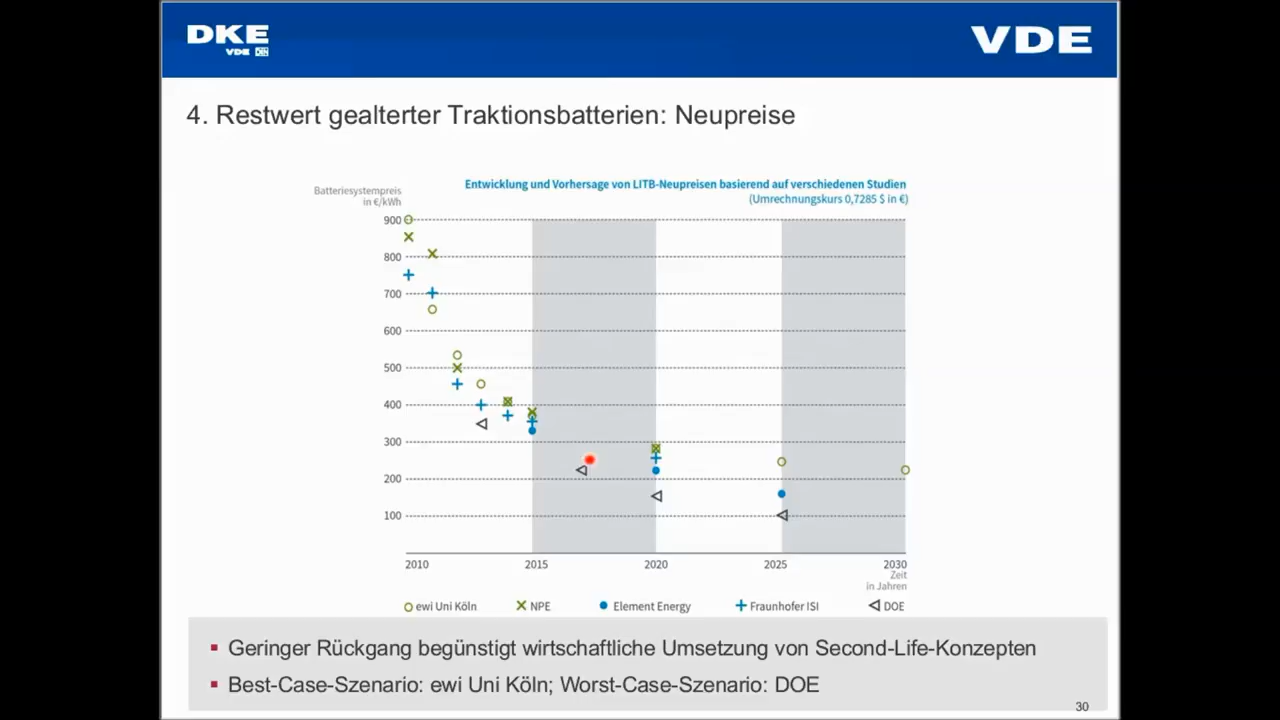 DKE
VDE DIN
VDE
4. Restwert gealterter Traktionsbatterien: Neupreise
Batteriesystempreis
in €/kWh
Entwicklung und Vorhersage von LITB-Neupreisen basierend auf verschiedenen Studien
(Umrechnungskurs 0,7285 $ in €)
900
800
700
600
500
400
300
200
100
2010 2015 2020 2025 2030
Zeit
in Jahren
ewi Uni Köln NPE Element Energy Fraunhofer ISI DOE
Geringer Rückgang begünstigt wirtschaftliche Umsetzung von Second-Life-Konzepten
Best-Case-Szenario: ewi Uni Köln; Worst-Case-Szenario: DOE
30